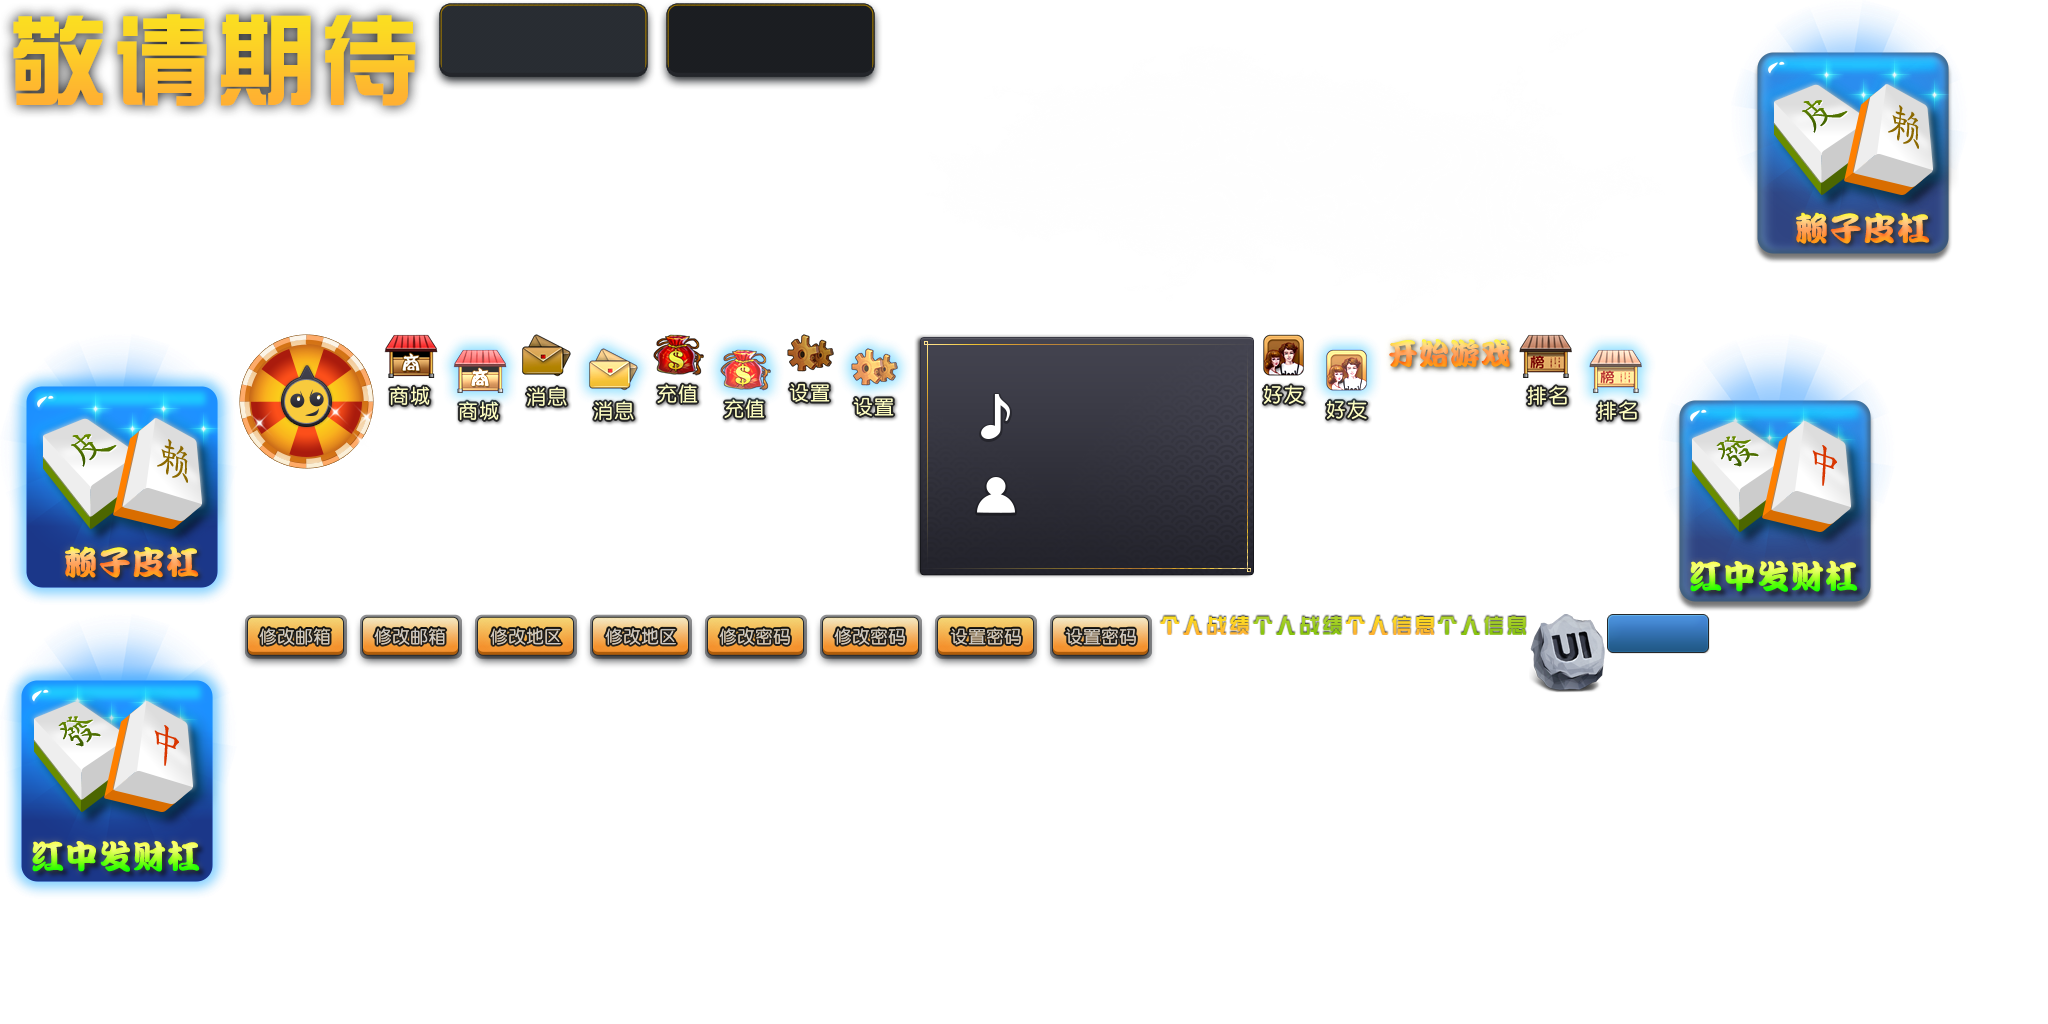 敬请期待
皮
赖
赖子皮杠
商
商城
商
商城
消息
消息
$
充值
$
充值
设置
设置
好友
好友
开始游戏
榜
排名
榜
排名
皮
赖
赖子皮杠
發
中
红中发财杠
修改邮箱
修改邮箱
修改地区
修改地区
修改密码
修改密码
设置密码
设置密码
个人战绩
个人战绩
个人信息
个人信息
UI
發
中
红中发财杠